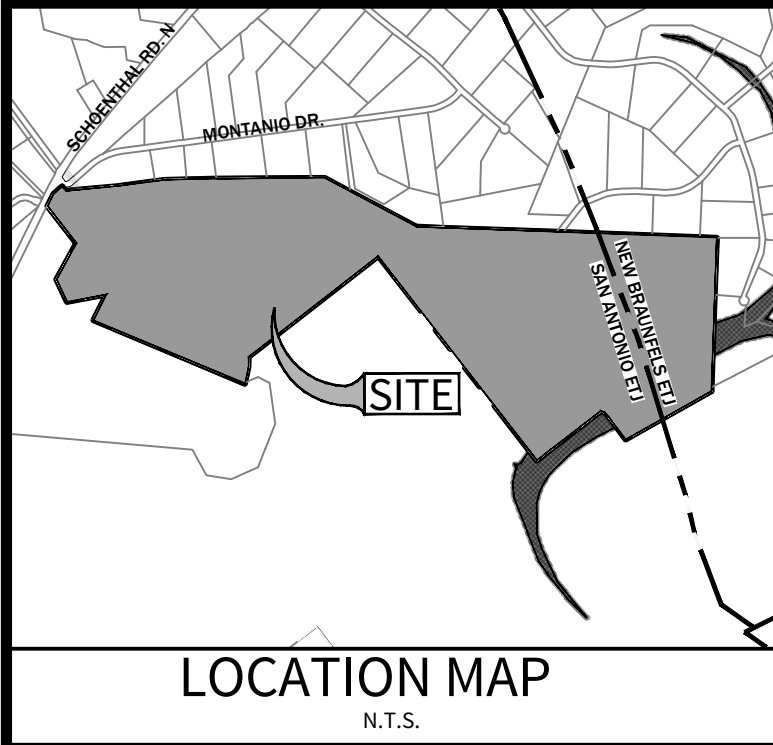 SCHOENTHAL RD. N
MONTANIO DR.
NEW BRAUNFELS ETJ
SAN ANTONIO ETJ
SITE
LOCATION MAP
N.T.S.